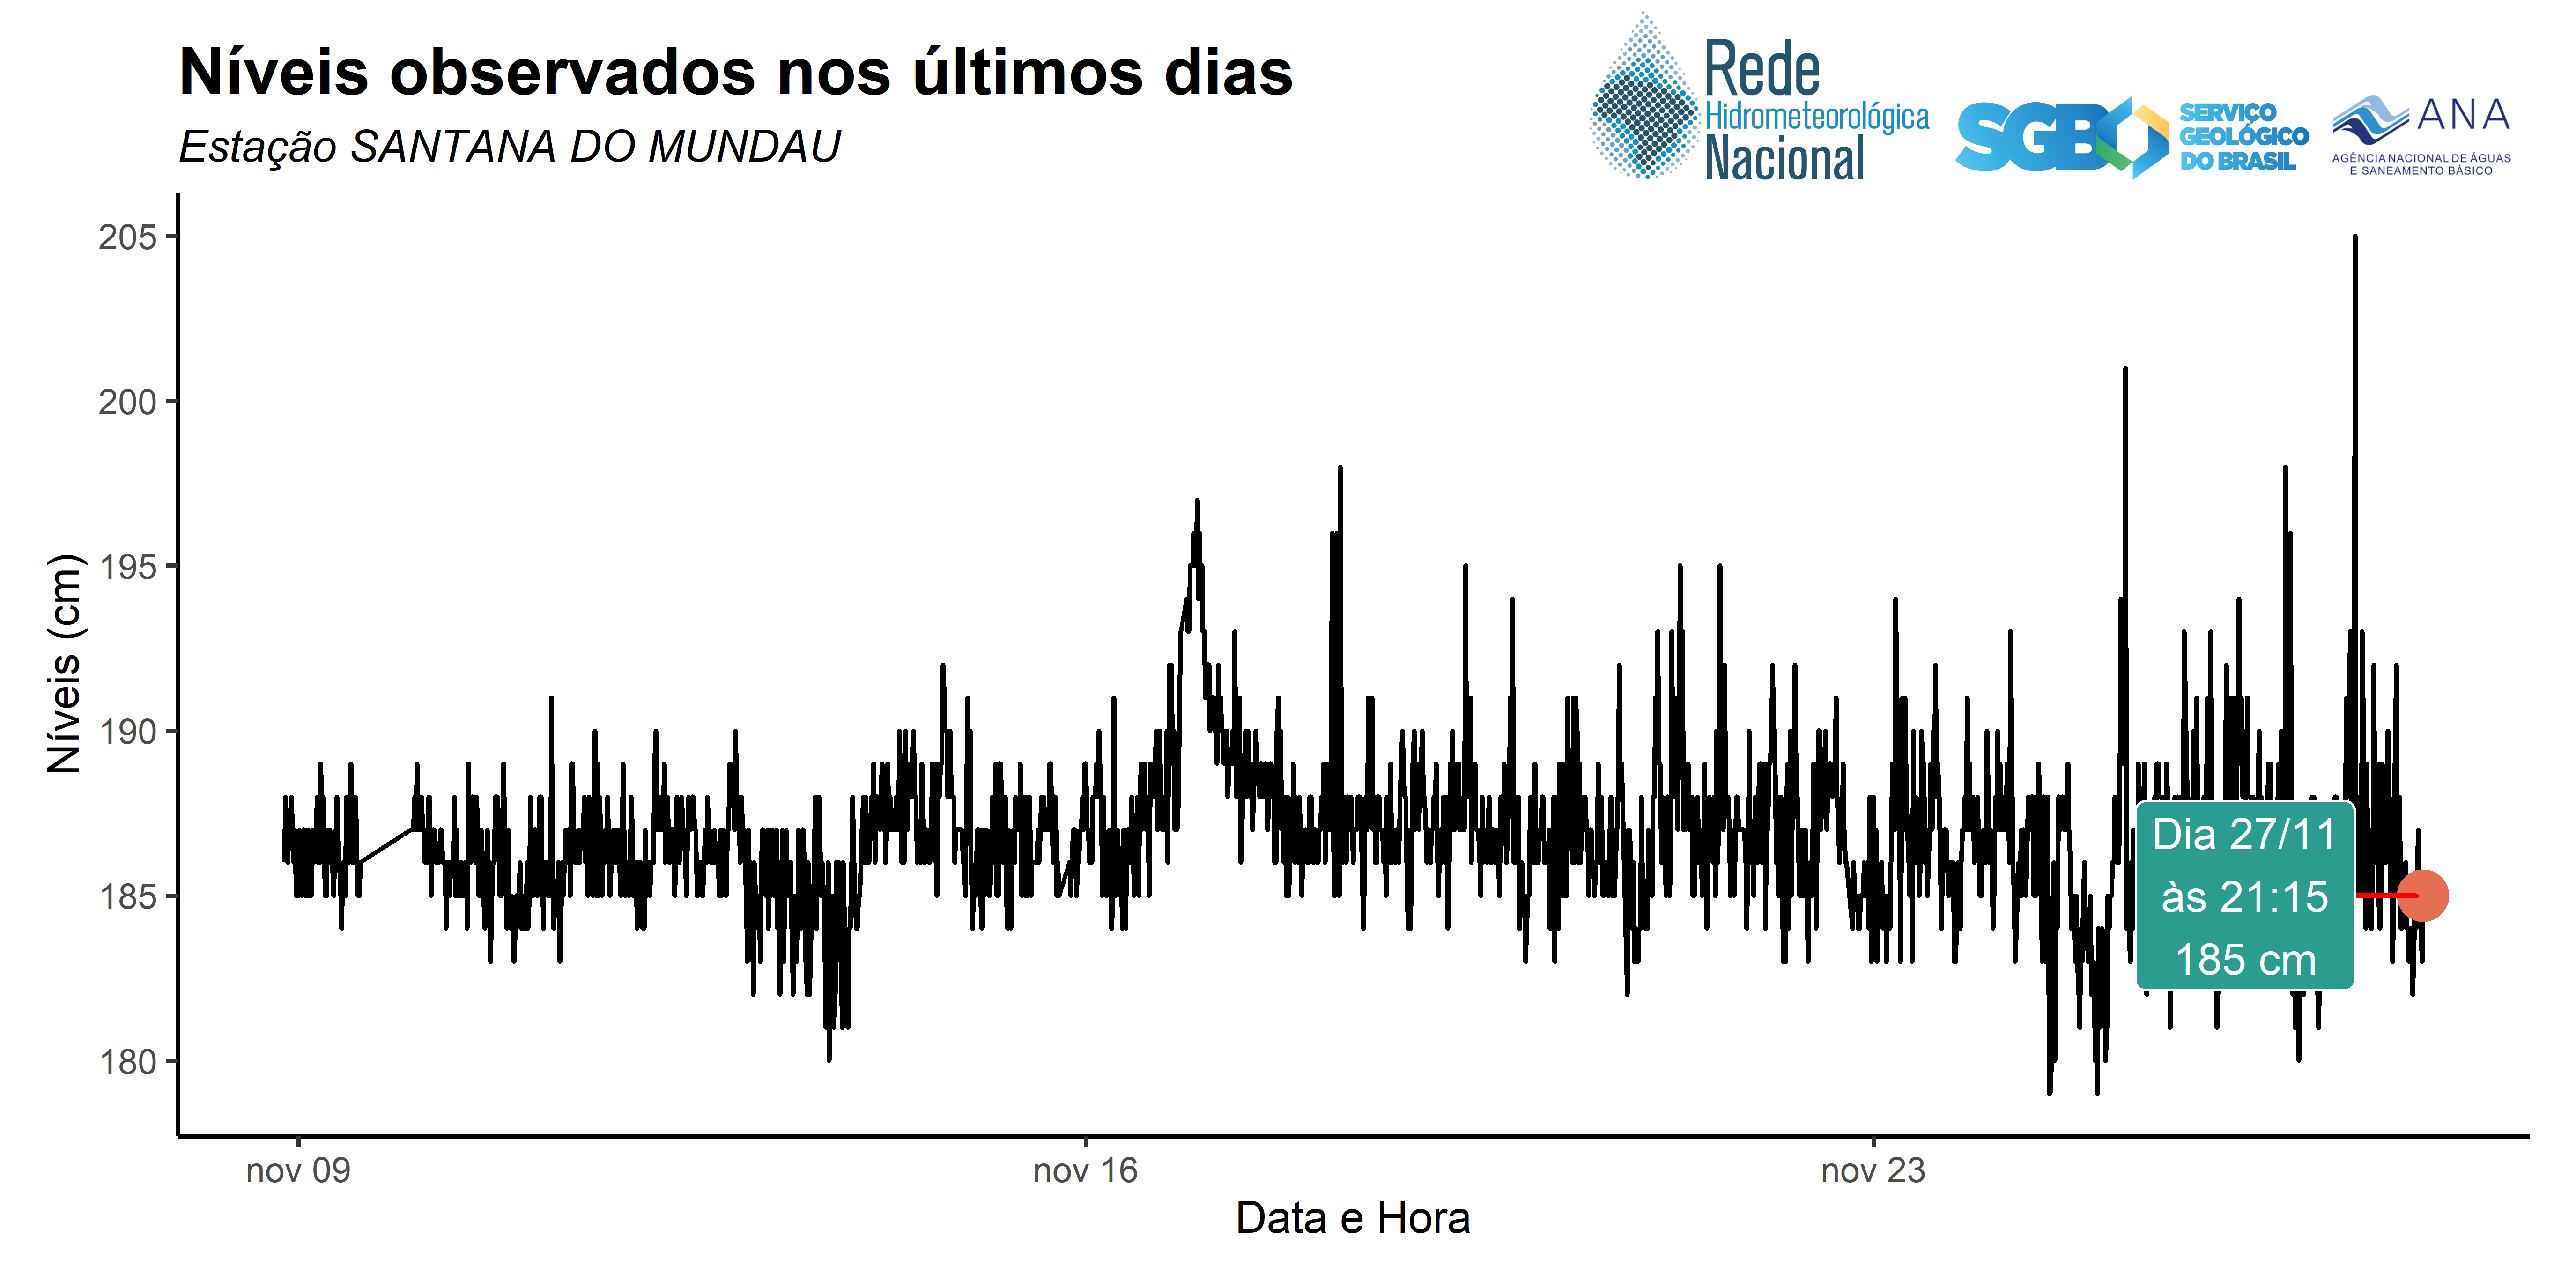 Níveis observados nos últimos dias
Estação SANTANA DO MUNDAU
Rede
Hidrometeorológica
Nacional
SGB
SERVIÇO
GEOLÓGICO
DO BRASIL
ANA
AGÊNCIA NACIONAL DE ÁGUAS
E SANEAMENTO BÁSICO
Níveis (cm)
205
200
195
190
185
180
Dia 27/11
às 21:15
185 cm
nov 09
nov 16
nov 23
Data e Hora